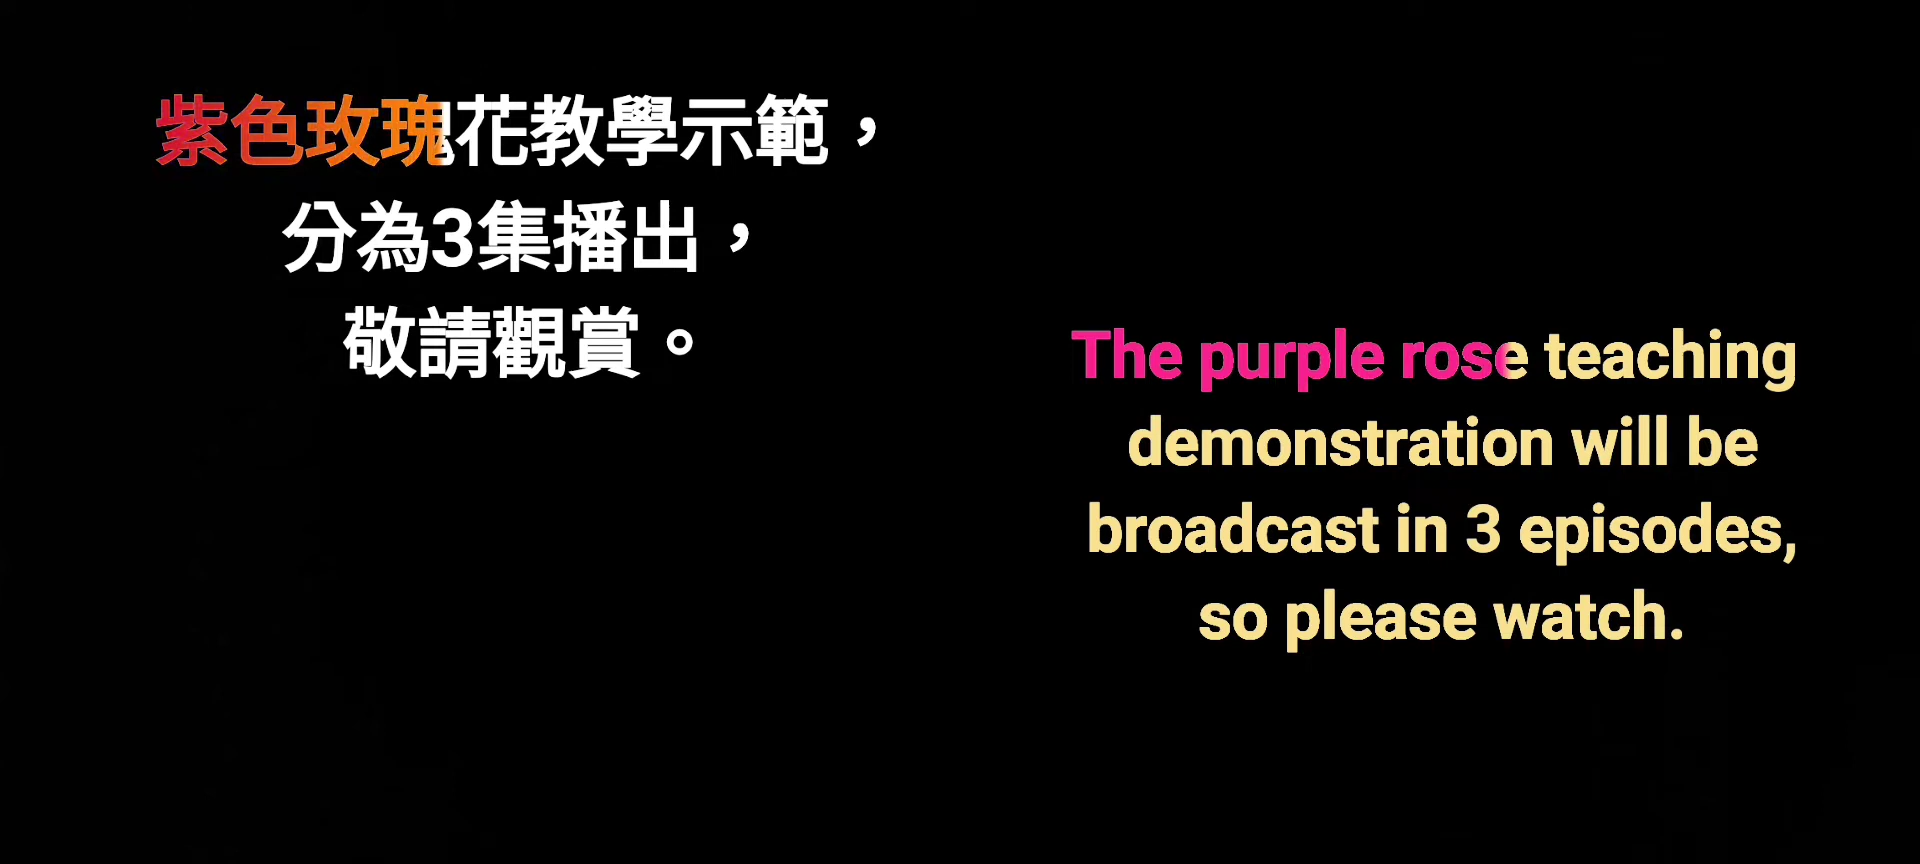 紫色玫瑰花教學示範，
分為3集播出，
敬請觀賞。
The purple rose teaching
demonstration will be
broadcast in 3 episodes,
so please watch.